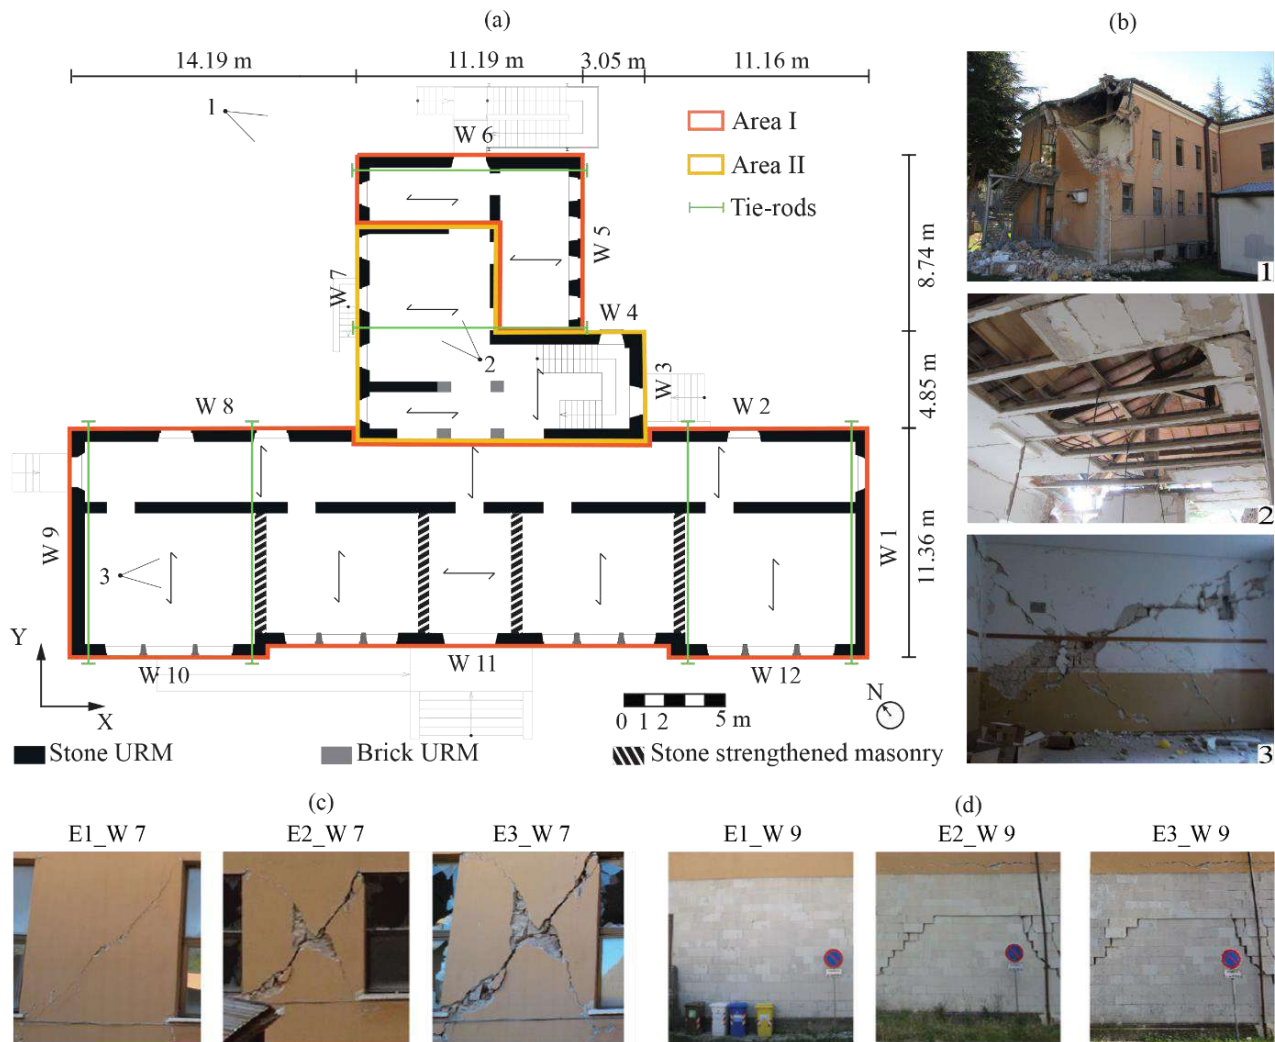 (a)
(b)
14.19 m
11.19 m
3.05 m
11.16 m
1
W 6
Area I
Area II
Tie-rods
W 5
8.74 m
1
W 7
W 4
2
W 3
4.85 m
W 8
W 2
2
W 9
3
W 1
11.36 m
Y
X
W 10
W 11
W 12
0 1 2 5 m
N
3
Stone URM
Brick URM
Stone strengthened masonry
(c)
(d)
E1_W 7
E2_W 7
E3_W 7
E1_W 9
E2_W 9
E3_W 9